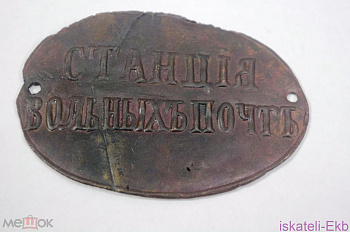 СТАНЦІЯ
ВОЛЬНЫХЪ ПОЧТЪ
мешок
iskateli-Ekb